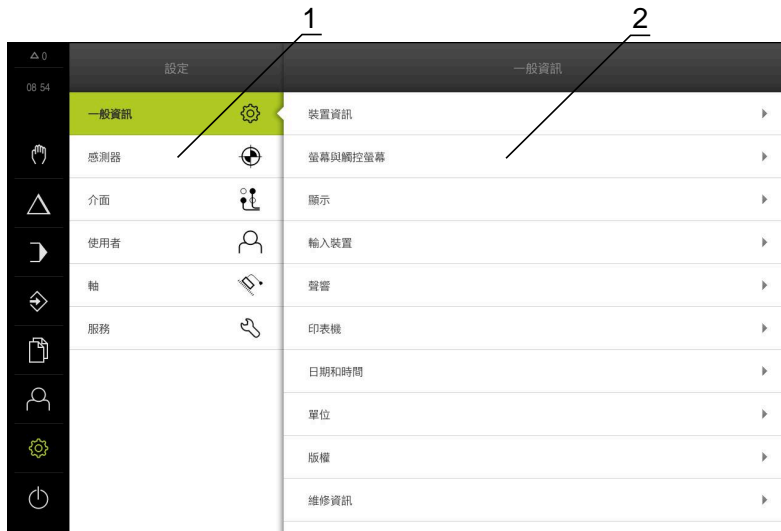 1
2
0
08 54
設定
一般資訊
一般資訊
感測器
介面
使用者
軸
服務
裝置資訊
螢幕與觸控螢幕
顯示
輸入裝置
聲響
印表機
日期和時間
單位
版權
維修資訊